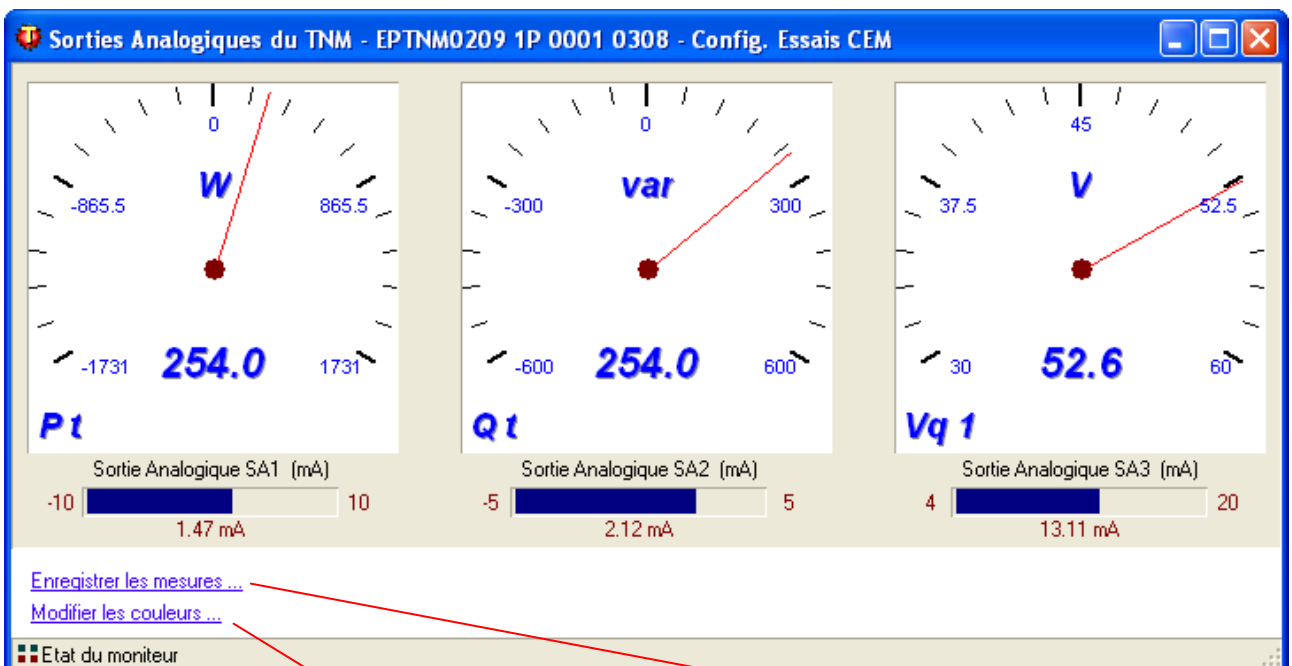 Sorties Analogiques du TNM - EPTNM0209 1P 0001 0308 - Config. Essais CEM
0
W
-865.5
865.5
-1731
254.0
1731
P t
Sortie Analogique SA1 (mA)
-10
10
1.47 mA
0
var
-300
300
-600
254.0
600
Q t
Sortie Analogique SA2 (mA)
-5
5
2.12 mA
45
V
37.5
52.5
30
52.6
60
Vq 1
Sortie Analogique SA3 (mA)
4
20
13.11 mA
Enregistrer les mesures ...
Modifier les couleurs ...
Etat du moniteur